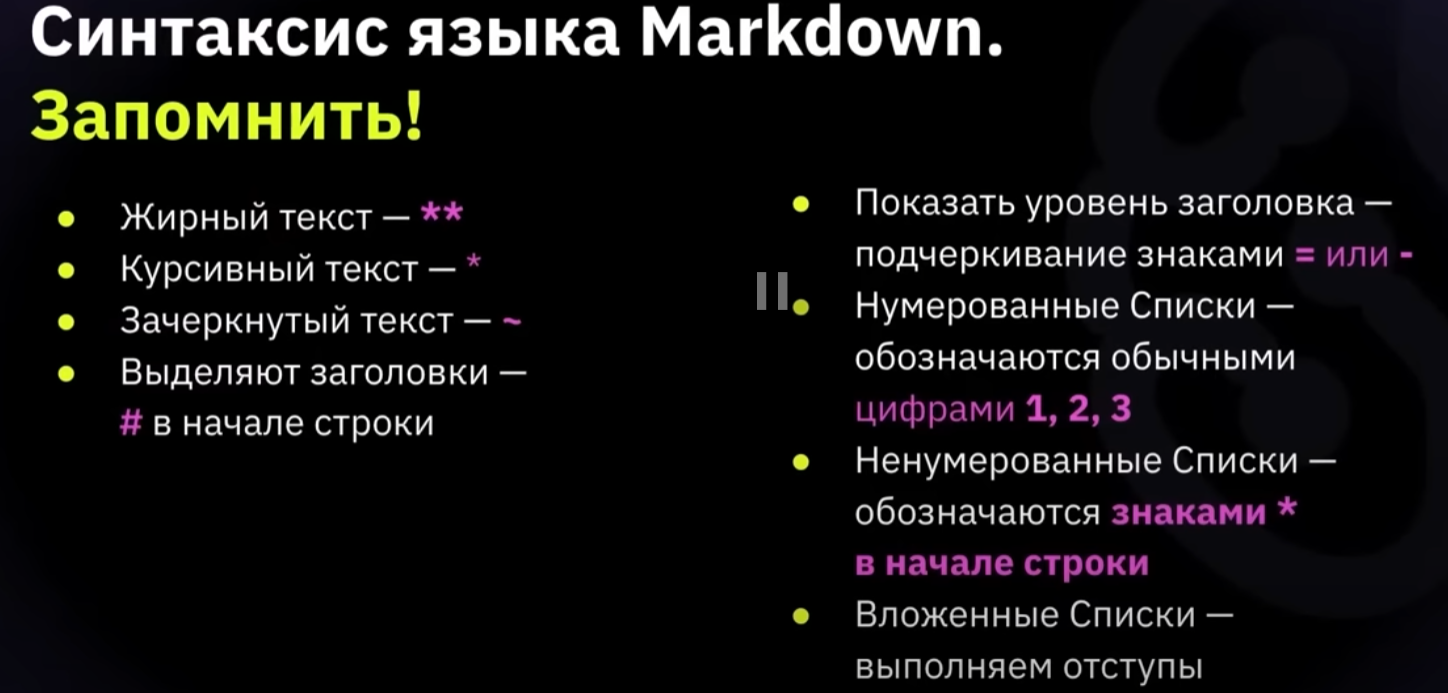 Синтаксис языка Markdown.
Запомнить!
● Жирный текст — **
● Курсивный текст — *
● Зачеркнутый текст — ~
● Выделяют заголовки —
# в начале строки
● Показать уровень заголовка —
подчеркивание знаками = или -
● Нумерованные Списки —
обозначаются обычными
цифрами 1, 2, 3
● Ненумерованные Списки —
обозначаются знаками *
в начале строки
● Вложенные Списки —
выполняем отступы